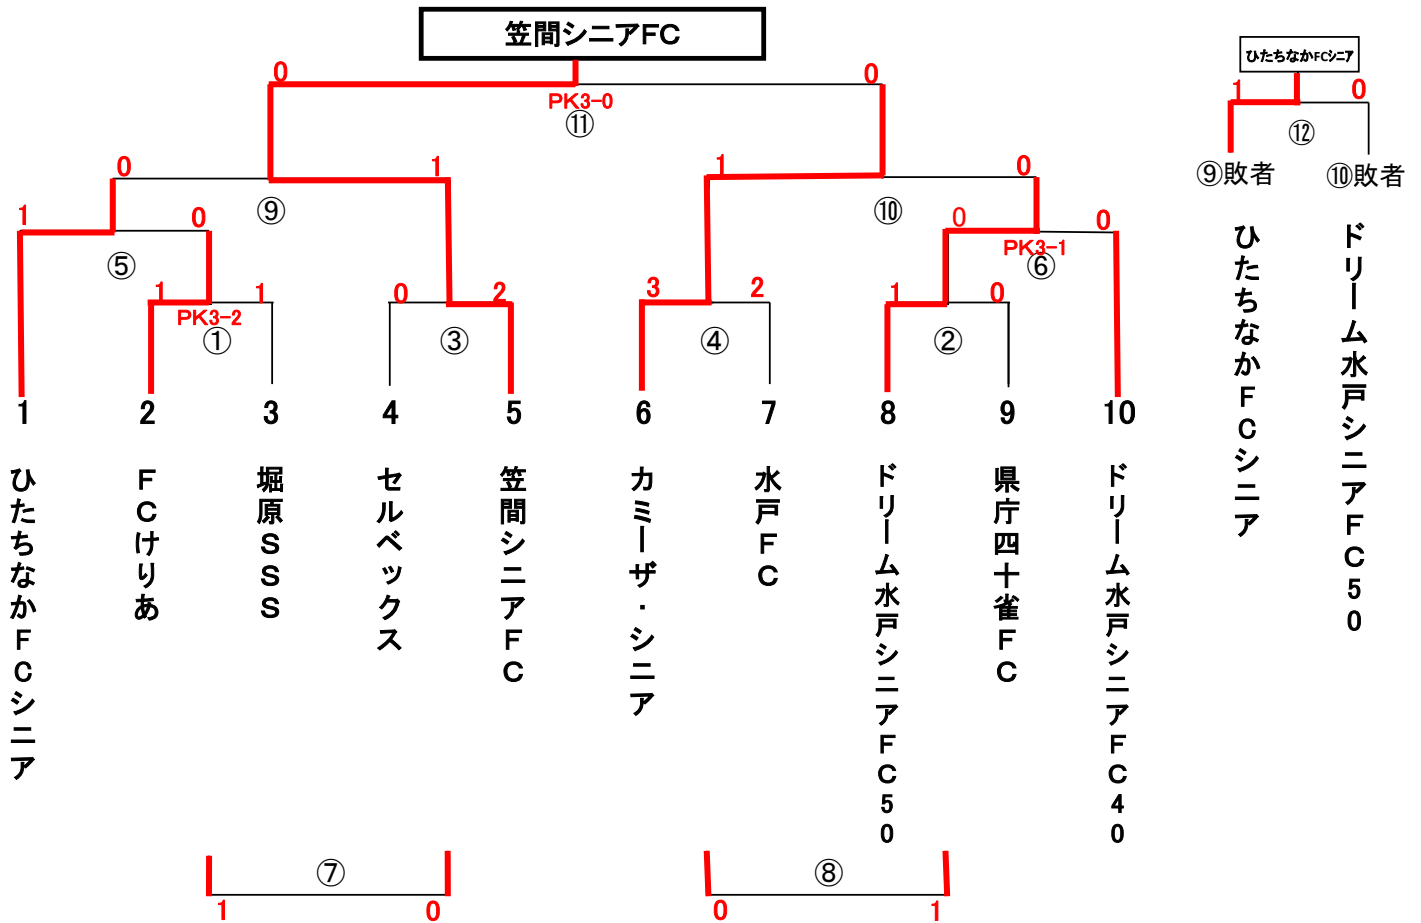 笠間シニアFC
ひたちなかFCシニア
0
0
PK3-0
⑪
1
0
⑫
⑨敗者
⑩敗者
0
1
1
0
⑨
⑩
1
0
0
0
⑤
PK3-1
⑥
1
1
0
2
3
2
1
0
PK3-2
①
③
④
②
1
2
3
4
5
6
7
8
9
10
ひたちなかFCシニア
FCけりあ
堀原SSS
セルベックス
笠間シニアFC
カミーザ・シニア
水戸FC
ドリーム水戸シニアFC50
県庁四十雀FC
ドリーム水戸シニアFC40
ひたちなかFCシニア
ドリーム水戸シニアFC50
⑦
⑧
1
0
0
1